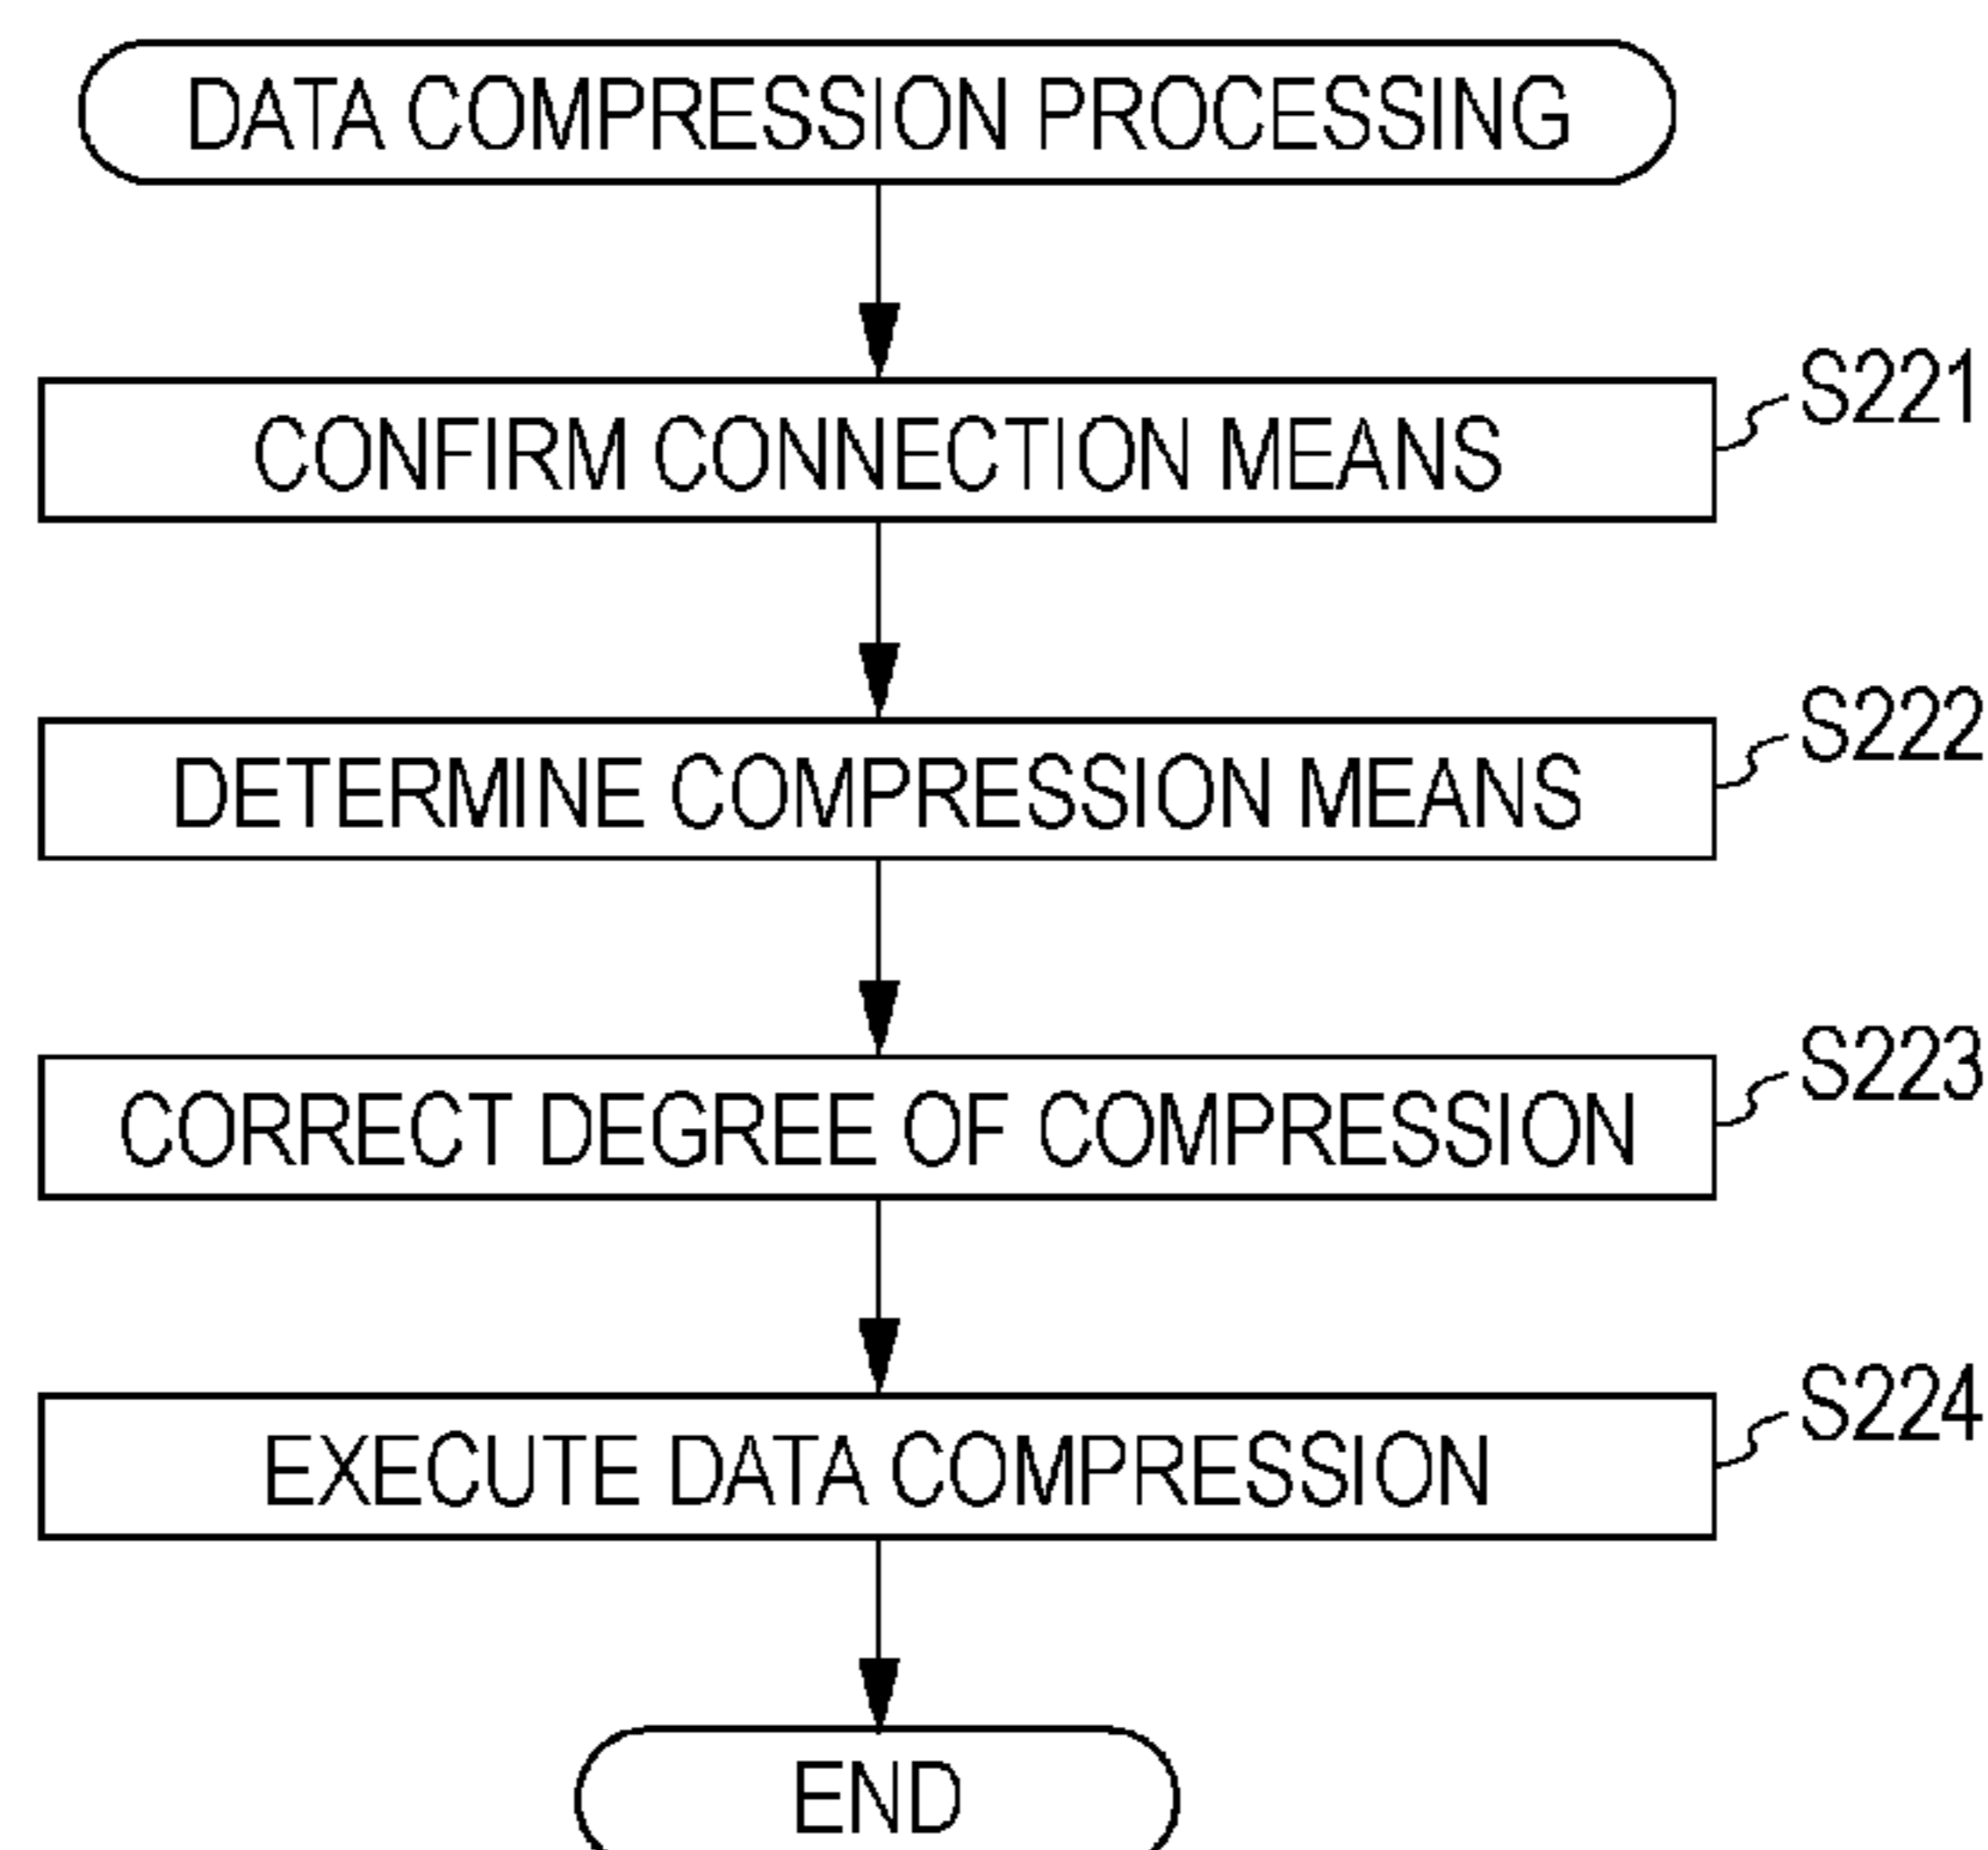 DATA COMPRESSION PROCESSING
CONFIRM CONNECTION MEANS
S221
DETERMINE COMPRESSION MEANS
S222
CORRECT DEGREE OF COMPRESSION
S223
EXECUTE DATA COMPRESSION
S224
END